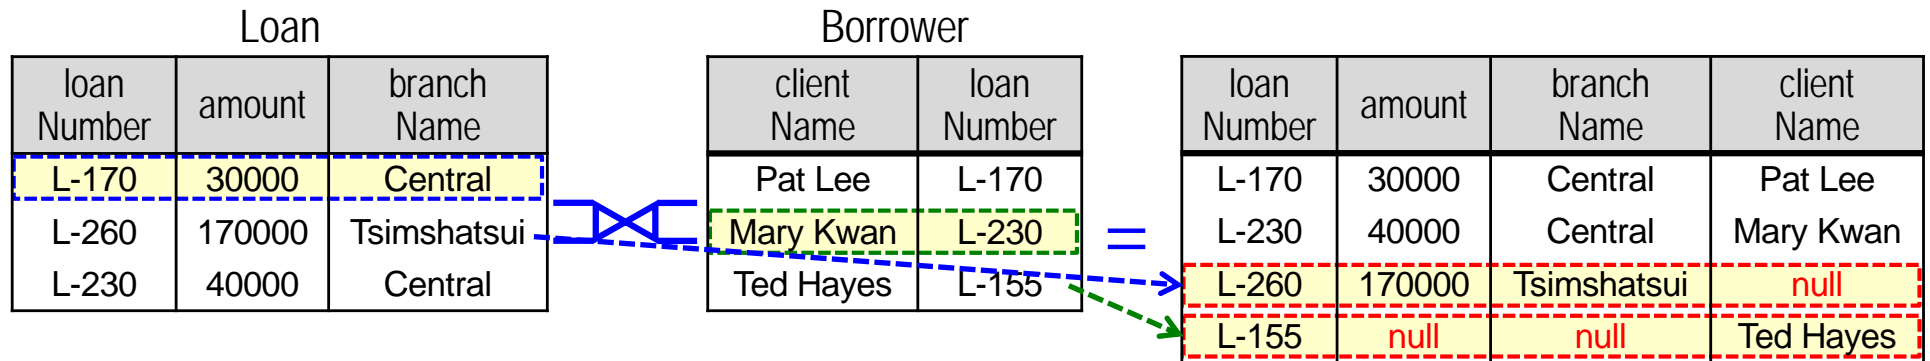 Loan
loan Number amount branch Name
L-170 30000 Central
L-260 170000 Tsimshatsui
L-230 40000 Central
Borrower
client Name loan Number
Pat Lee L-170
Mary Kwan L-230
Ted Hayes L-155
=
loan Number amount branch Name client Name
L-170 30000 Central Pat Lee
L-230 40000 Central Mary Kwan
L-260 170000 Tsimshatsui null
L-155 null null Ted Hayes